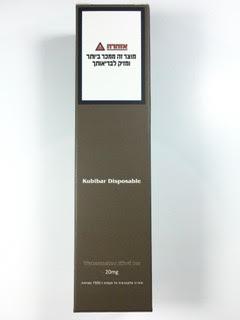 אזהרה
מוצר זה ממכר ביותר
ומזיק לבריאותך
Kubibar Disposable
20mg